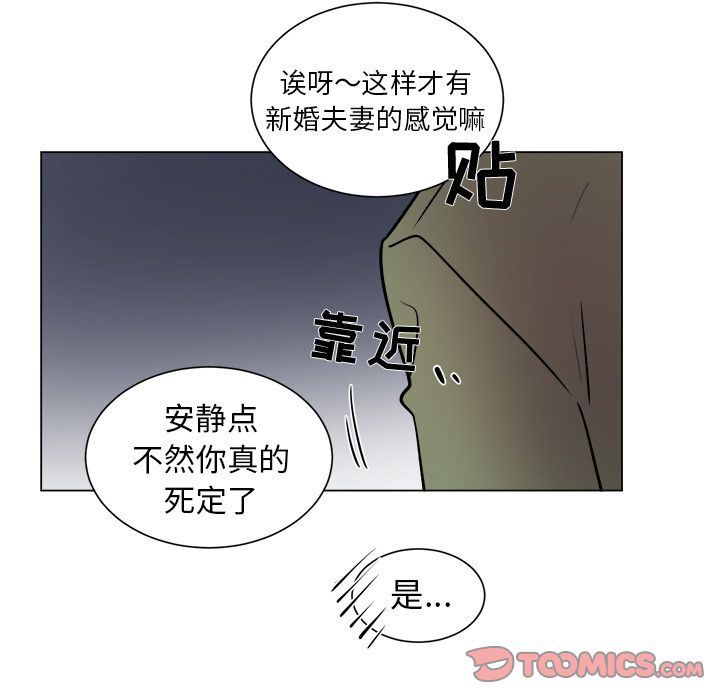 诶呀～这样才有
新婚夫妻的感觉嘛
贴
靠近
安静点
不然你真的
死定了
是...
TOOMICS.COM